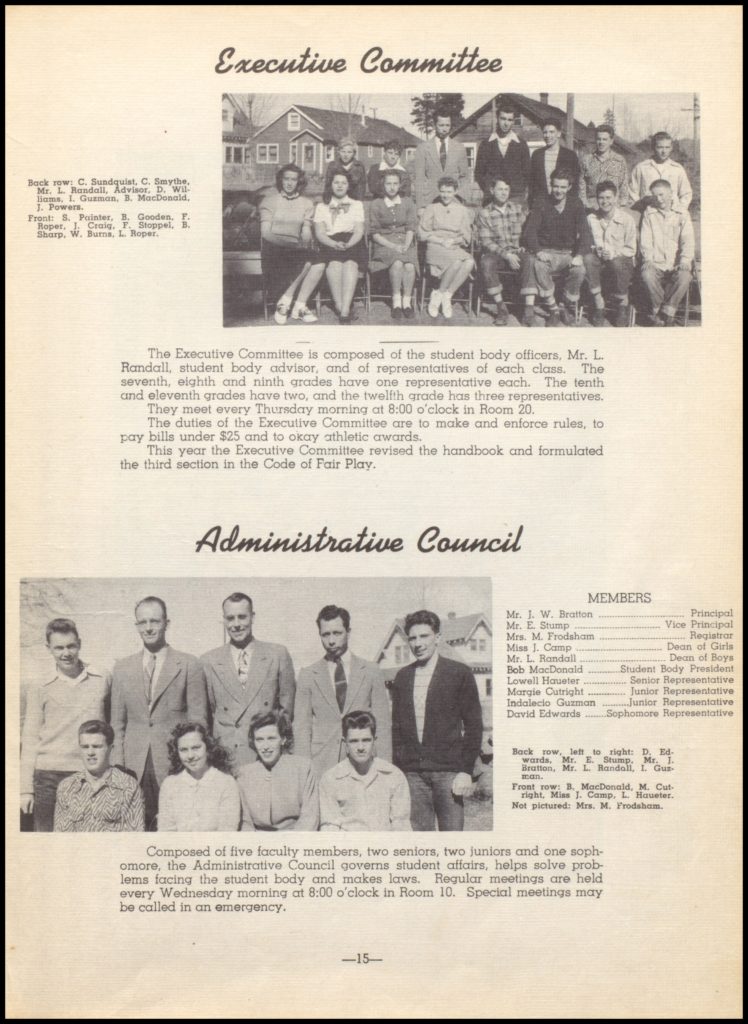 Executive Committee
Back row: C. Sundquist, C. Smythe,
Mr. L. Randall, Advisor, D. Wil-
liams, I. Guzman, B. MacDonald,
J. Powers.
Front: S. Painter, B. Gooden, F.
Roper, J. Craig, F. Stoppel, B.
Sharp, W. Burns, L. Roper.
The Executive Committee is composed of the student body officers, Mr. L.
Randall, student body advisor, and of representatives of each class. The
seventh, eighth and ninth grades have one representative each. The tenth
and eleventh grades have two, and the twelfth grade has three representatives.
They meet every Thursday morning at 8:00 o'clock in Room 20.
The duties of the Executive Committee are to make and enforce rules, to
pay bills under $25 and to okay athletic awards.
This year the Executive Committee revised the handbook and formulated
the third section in the Code of Fair Play.
Administrative Council
MEMBERS
Mr. J. W. Bratton ............................ Principal
Mr. E. Stump .............................. Vice Principal
Mrs. M. Frodsham ............................... Registrar
Miss J. Camp .............................. Dean of Girls
Mr. L. Randall .............................. Dean of Boys
Bob MacDonald ............Student Body President
Lowell Haueter .............. Senior Representative
Margie Cutright ............ Junior Representative
Indalecio Guzman .........Junior Representative
David Edwards .......Sophomore Representative
Back row, left to right: D. Ed-
wards, Mr. E. Stump, Mr. J.
Bratton, Mr. L. Randall, I. Guz-
man.
Front row: B. MacDonald, M. Cut-
right, Miss J. Camp, L. Haueter.
Not pictured: Mrs. M. Frodsham.
Composed of five faculty members, two seniors, two juniors and one soph-
omore, the Administrative Council governs student affairs, helps solve prob-
lems facing the student body and makes laws. Regular meetings are held
every Wednesday morning at 8:00 o'clock in Room 10. Special meetings may
be called in an emergency.
—15—